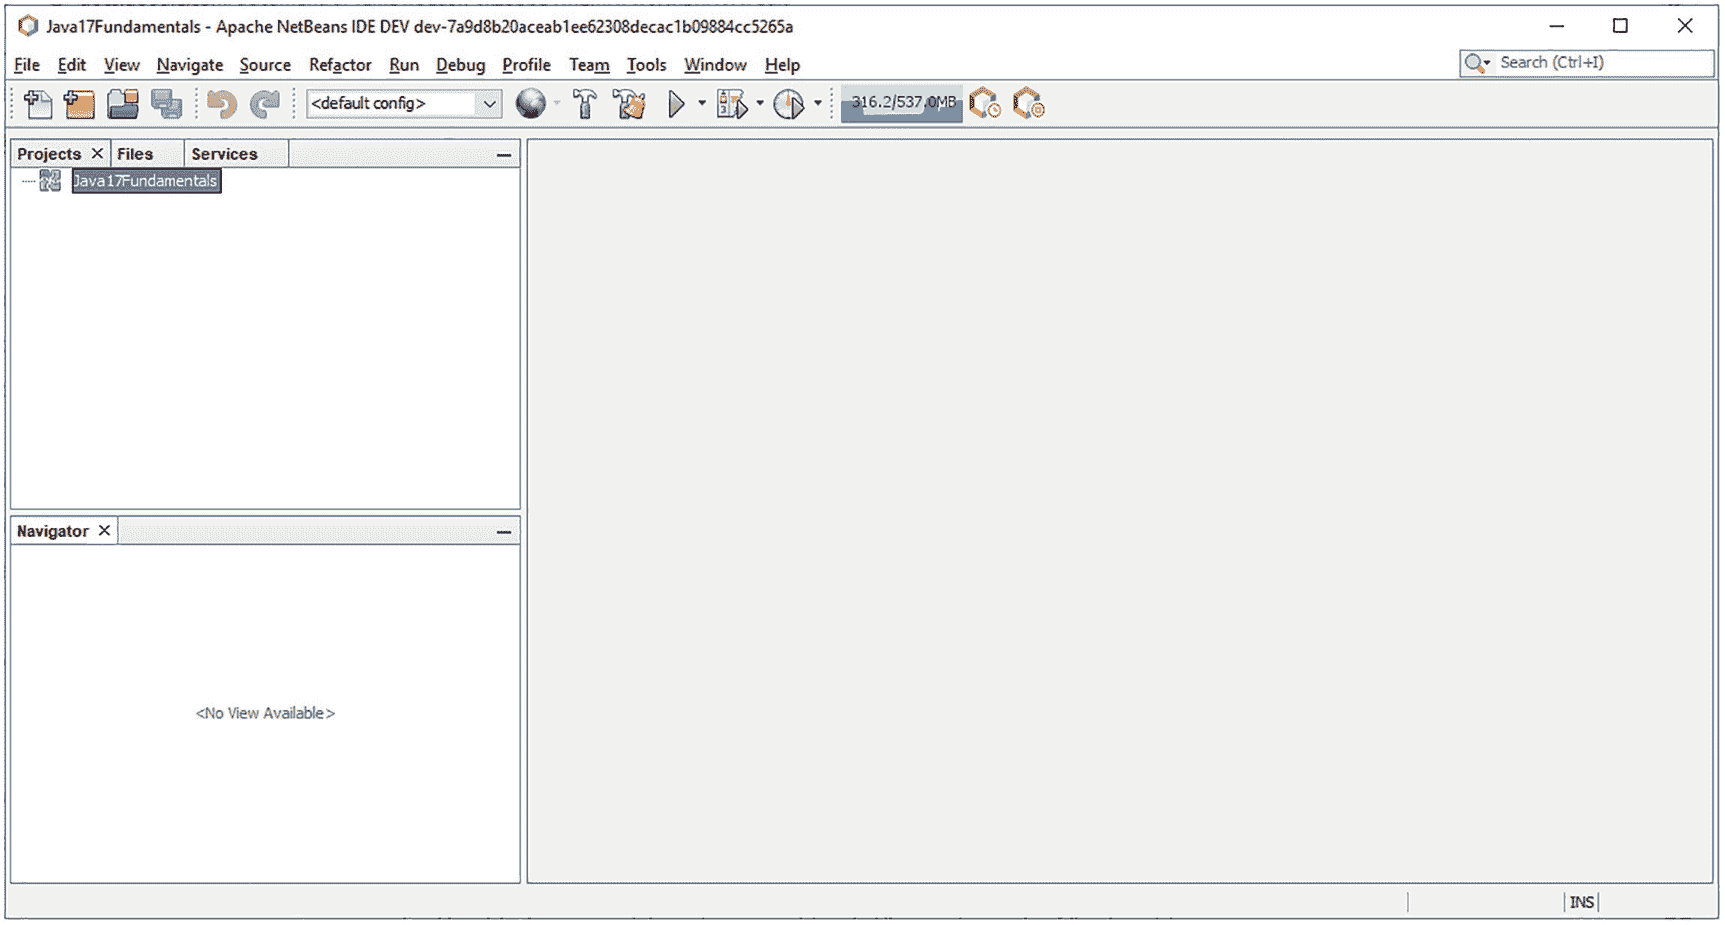 Java17Fundamentals - Apache NetBeans IDE DEV dev-7a9d8b20aceab1ee62308decac1b09884cc5265a
File Edit View Navigate Source Refactor Run Debug Profile Team Tools Window Help Search (Ctrl+I)
<default config> 316.2/537.0MB
Projects Files Services
Java17Fundamentals
Navigator
<No View Available>
INS